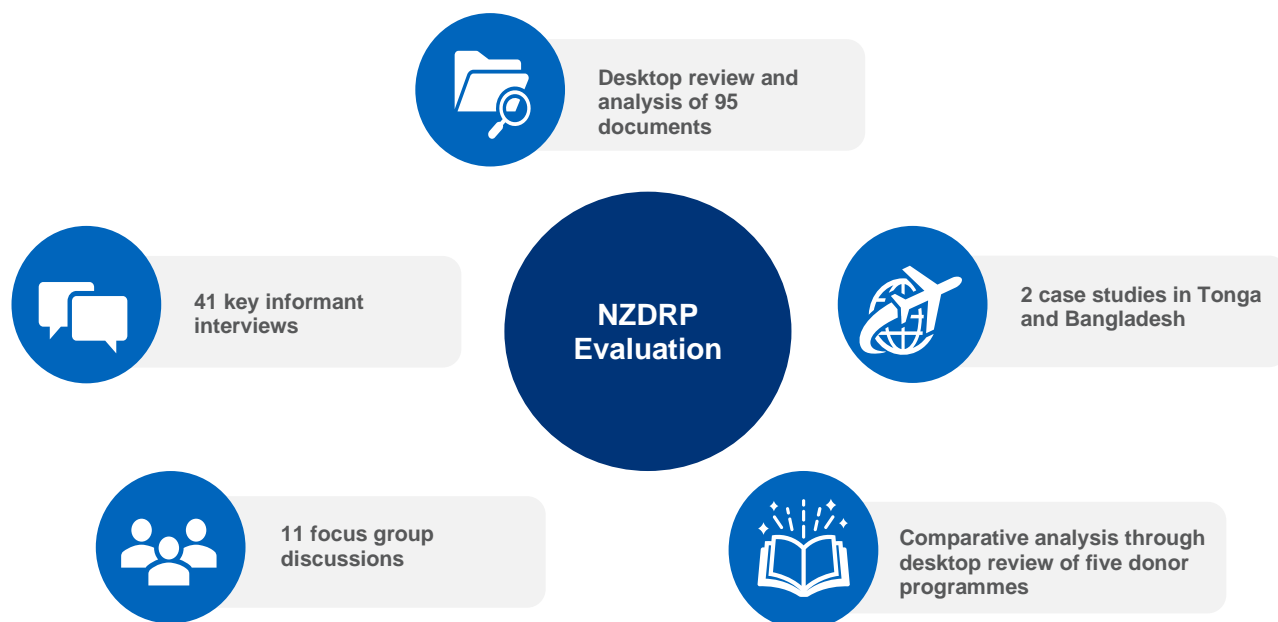 Desktop review and
analysis of 95
documents
41 key informant
interviews
NZDRP
Evaluation
2 case studies in Tonga
and Bangladesh
11 focus group
discussions
Comparative analysis through
desktop review of five donor
programmes